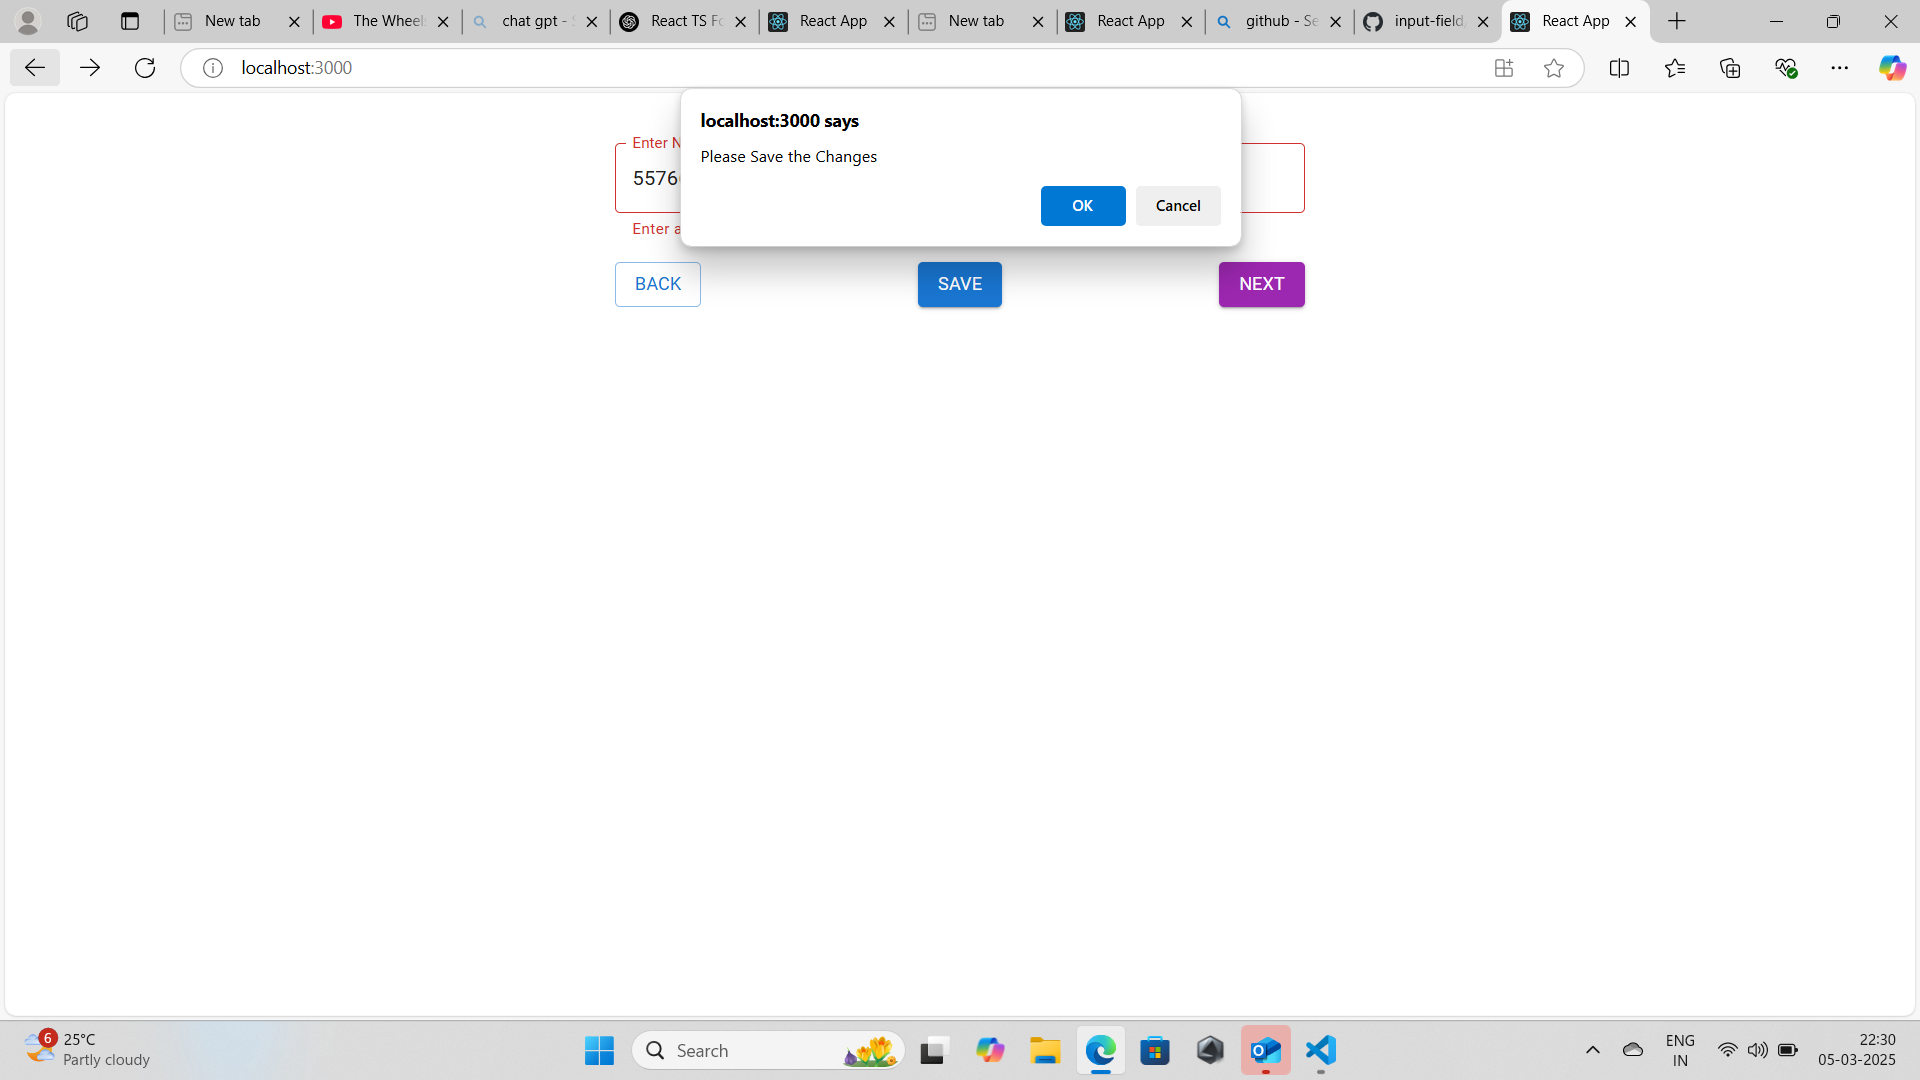 New tab
The Wheel
chat gpt - S
React TS Fo
React App
New tab
React App
github - Se
input-field
React App
localhost:3000
localhost:3000 says
Please Save the Changes
OK
Cancel
Enter N
5576
Enter a
BACK
SAVE
NEXT
6
25°C
Partly cloudy
Search
ENG
IN
22:30
05-03-2025